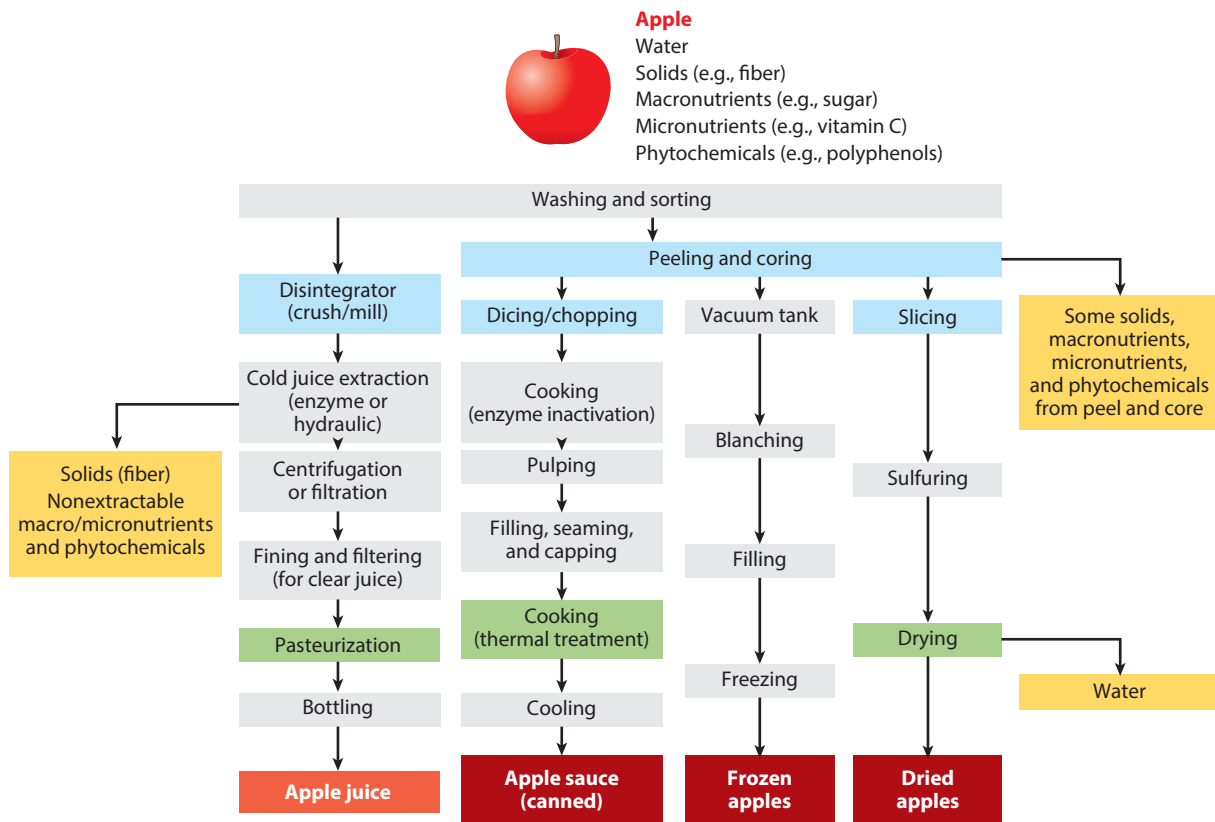 Apple
Water
Solids (e.g., fiber)
Macronutrients (e.g., sugar)
Micronutrients (e.g., vitamin C)
Phytochemicals (e.g., polyphenols)
Washing and sorting
Peeling and coring
Disintegrator
(crush/mill)
Cold juice extraction
(enzyme or
hydraulic)
Solids (fiber)
Nonextractable
macro/micronutrients
and phytochemicals
Centrifugation
or filtration
Fining and filtering
(for clear juice)
Pasteurization
Bottling
Apple juice
Dicing/chopping
Cooking
(enzyme inactivation)
Pulping
Filling, seaming,
and capping
Cooking
(thermal treatment)
Cooling
Apple sauce
(canned)
Vacuum tank
Blanching
Filling
Freezing
Frozen
apples
Slicing
Sulfuring
Drying
Dried
apples
Some solids,
macronutrients,
micronutrients,
and phytochemicals
from peel and core
Water